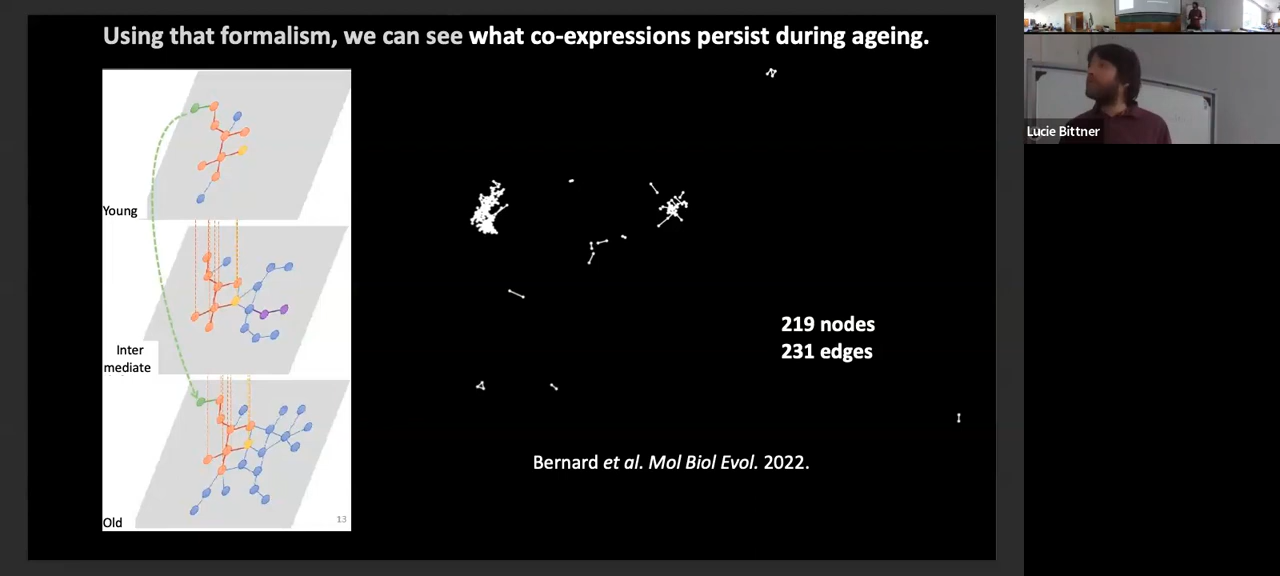 Using that formalism, we can see what co-expressions persist during ageing.
Young
Inter
mediate
Old
13
219 nodes
231 edges
Bernard et al. Mol Biol Evol. 2022.
Lucie Bittner